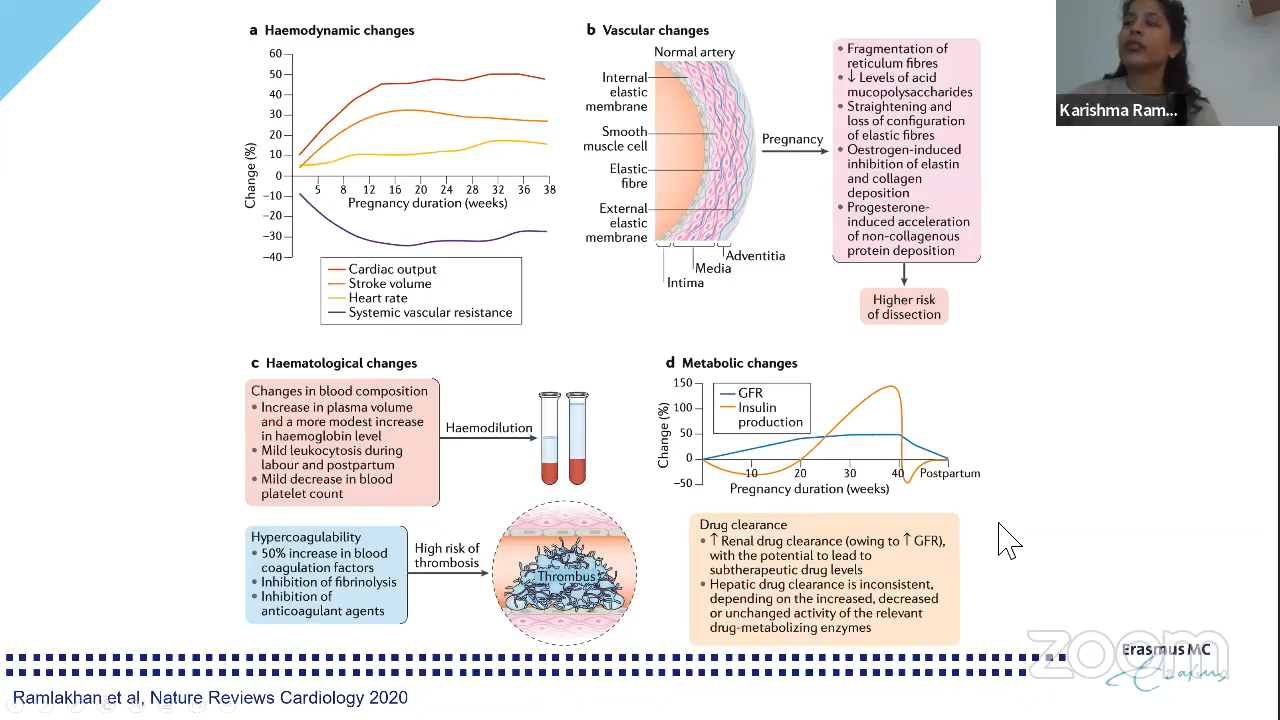 a Haemodynamic changes
60
50
40
30
20
10
0
−10
−20
−30
−40
Change (%)
5 8 12 16 20 24 28 32 36 38
Pregnancy duration (weeks)
Cardiac output
Stroke volume
Heart rate
Systemic vascular resistance
b Vascular changes
Normal artery
Internal
elastic
membrane
Smooth
muscle cell
Elastic
fibre
External
elastic
membrane
Adventitia
Media
Intima
Pregnancy
• Fragmentation of
reticulum fibres
• ↓ Levels of acid
mucopolysaccharides
• Straightening and
loss of configuration
of elastic fibres
• Oestrogen-induced
inhibition of elastin
and collagen
deposition
• Progesterone-
induced acceleration
of non-collagenous
protein deposition
Higher risk
of dissection
Karishma Ram...
c Haematological changes
Changes in blood composition
• Increase in plasma volume
and a more modest increase
in haemoglobin level
• Mild leukocytosis during
labour and postpartum
• Mild decrease in blood
platelet count
Haemodilution
Hypercoagulability
• 50% increase in blood
coagulation factors
• Inhibition of fibrinolysis
• Inhibition of
anticoagulant agents
High risk of
thrombosis
Thrombus
d Metabolic changes
150
100
50
0
−50
Change (%)
GFR
Insulin
production
10 20 30 40 Postpartum
Pregnancy duration (weeks)
Drug clearance
• ↑ Renal drug clearance (owing to ↑ GFR),
with the potential to lead to
subtherapeutic drug levels
• Hepatic drug clearance is inconsistent,
depending on the increased, decreased
or unchanged activity of the relevant
drug-metabolizing enzymes
zoom
Erasmus MC
Erasmus
Ramlakhan et al, Nature Reviews Cardiology 2020